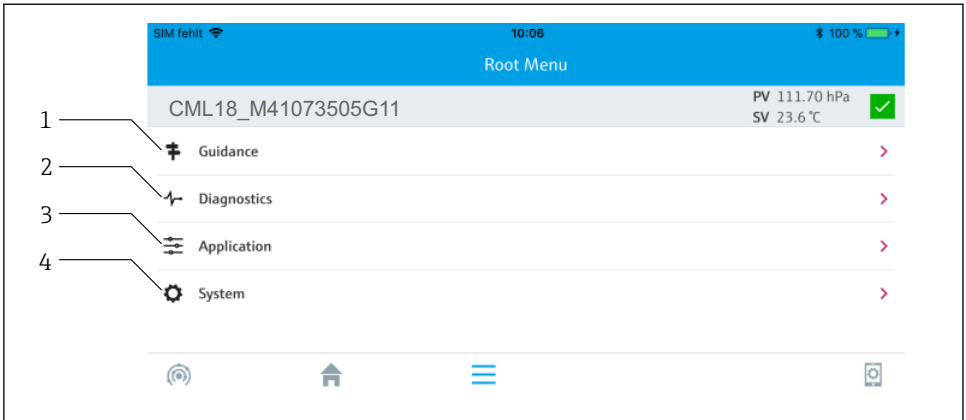 SIM fehlt 10:06 100 %
Root Menu
CML18_M41073505G11 PV 111.70 hPa
SV 23.6 °C
1 Guidance
2 Diagnostics
3 Application
4 System